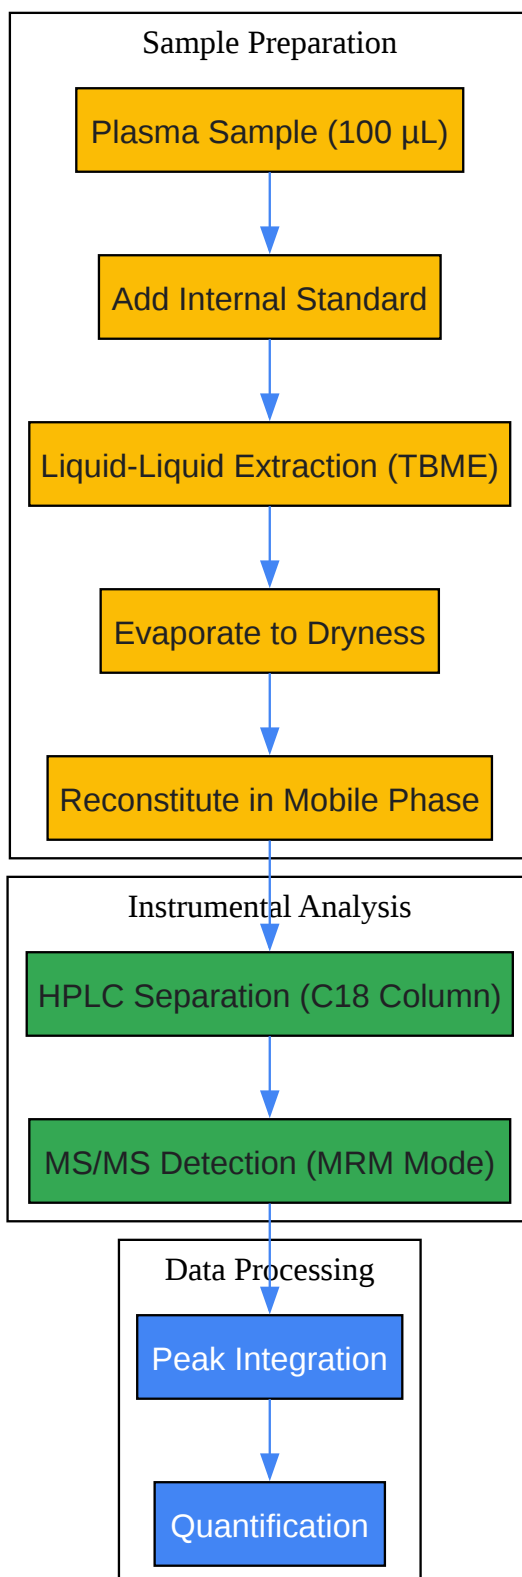 Sample Preparation
Plasma Sample (100 µL)
Add Internal Standard
Liquid-Liquid Extraction (TBME)
Evaporate to Dryness
Reconstitute in Mobile Phase
Instrumental Analysis
HPLC Separation (C18 Column)
MS/MS Detection (MRM Mode)
Data Processing
Peak Integration
Quantification